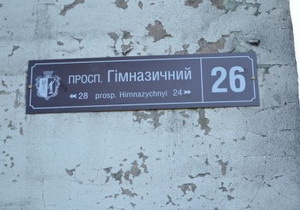 просп. Гімназичний
◄◄28 prosp. Himnazychnyi 24►►
26